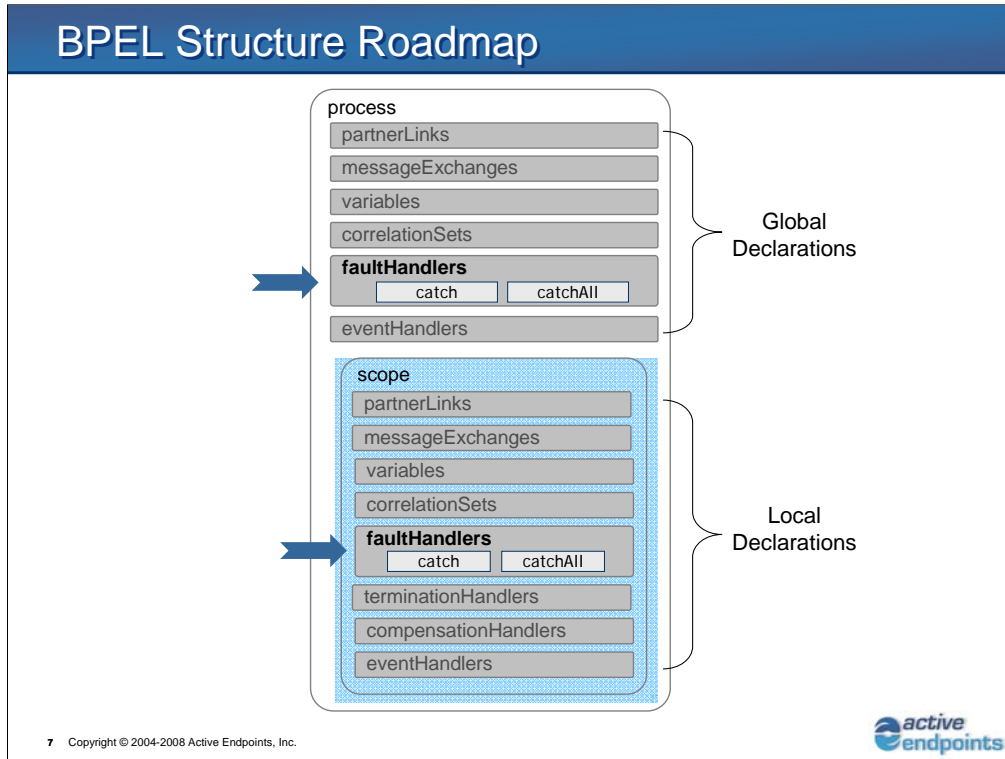 BPEL Structure Roadmap
process
partnerLinks
messageExchanges
variables
correlationSets
faultHandlers
catch
catchAll
eventHandlers
Global
Declarations
scope
partnerLinks
messageExchanges
variables
correlationSets
faultHandlers
catch
catchAll
terminationHandlers
compensationHandlers
eventHandlers
Local
Declarations
7 Copyright © 2004-2008 Active Endpoints, Inc.
active
endpoints